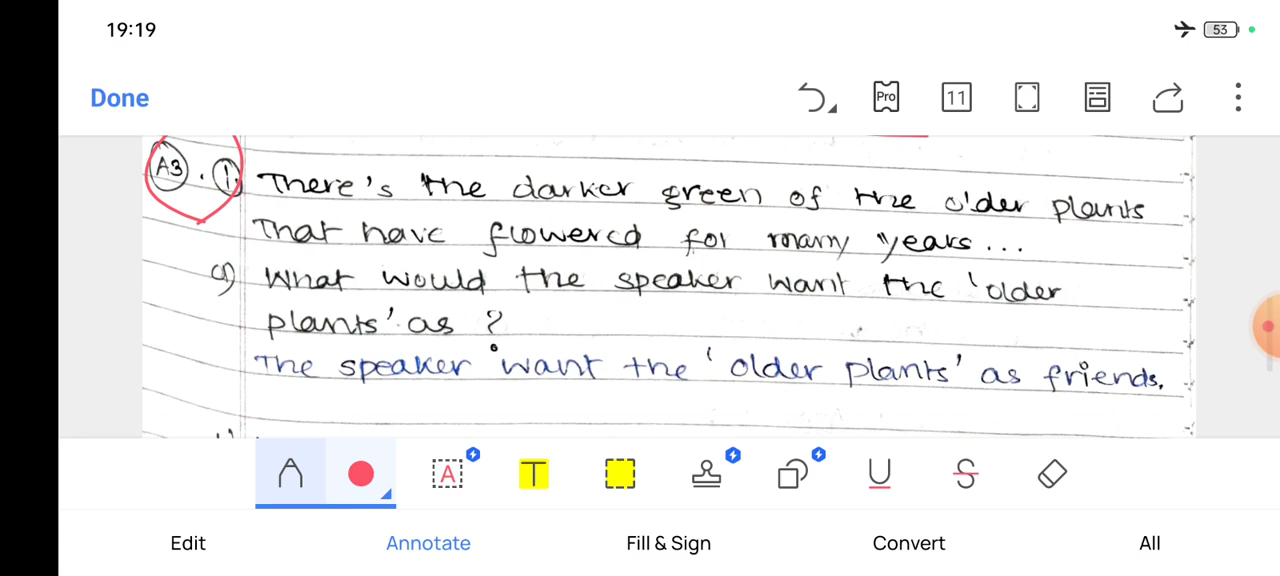 19:19
53
Done
Pro
11
A3. 1) There's the darker green of the older plants
That have flowered for many years...
a) What would the speaker want the 'older
plants' as ?
The speaker want the 'older plants' as friends.
A
T
U
S
Edit
Annotate
Fill & Sign
Convert
All